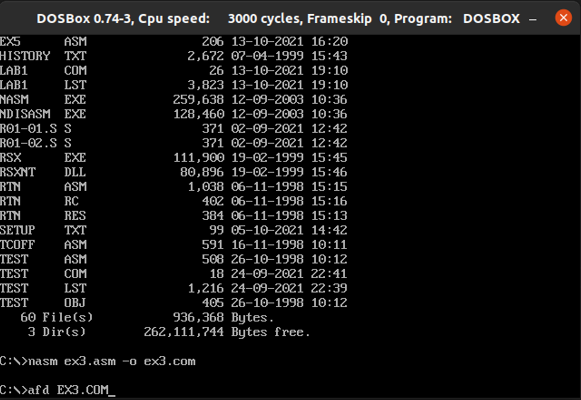 DOSBox 0.74-3, Cpu speed: 3000 cycles, Frameskip 0, Program: DOSBOX
EX5 ASM 206 13-10-2021 16:20
HISTORY TXT 2,672 07-04-1999 15:43
LAB1 COM 26 13-10-2021 19:10
LAB1 LST 3,823 13-10-2021 19:10
NASM EXE 259,638 12-09-2003 10:36
NDISASM EXE 128,460 12-09-2003 10:36
R01-01.S S 371 02-09-2021 12:42
R01-02.S S 371 02-09-2021 12:42
RSX EXE 111,900 19-02-1999 15:45
RSXNT DLL 80,896 19-02-1999 15:46
RTN ASM 1,038 06-11-1998 15:15
RTN RC 402 06-11-1998 15:16
RTN RES 384 06-11-1998 15:13
SETUP TXT 99 05-10-2021 14:42
TCOFF ASM 591 16-11-1998 10:11
TEST ASM 508 26-10-1998 10:12
TEST COM 18 24-09-2021 22:41
TEST LST 1,216 24-09-2021 22:39
TEST OBJ 405 26-10-1998 10:12
60 File(s) 936,368 Bytes.
3 Dir(s) 262,111,744 Bytes free.
C:\>nasm ex3.asm -o ex3.com
C:\>afd EX3.COM_